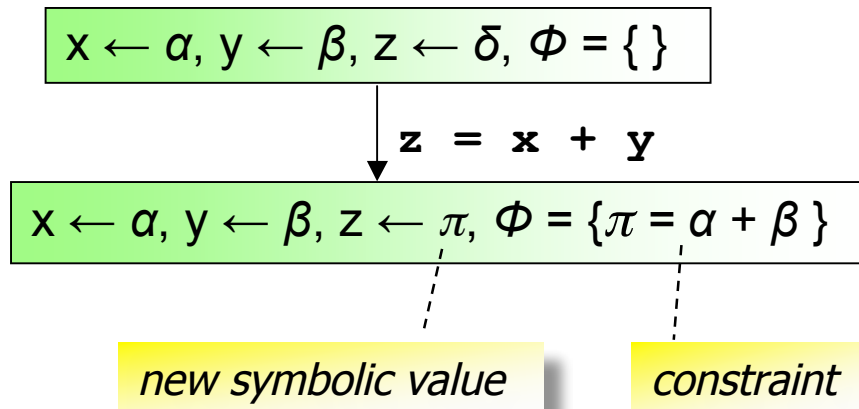 x ← α, y ← β, z ← δ, Φ = { }
z = x + y
x ← α, y ← β, z ← π, Φ = {π = α + β }
new symbolic value
constraint